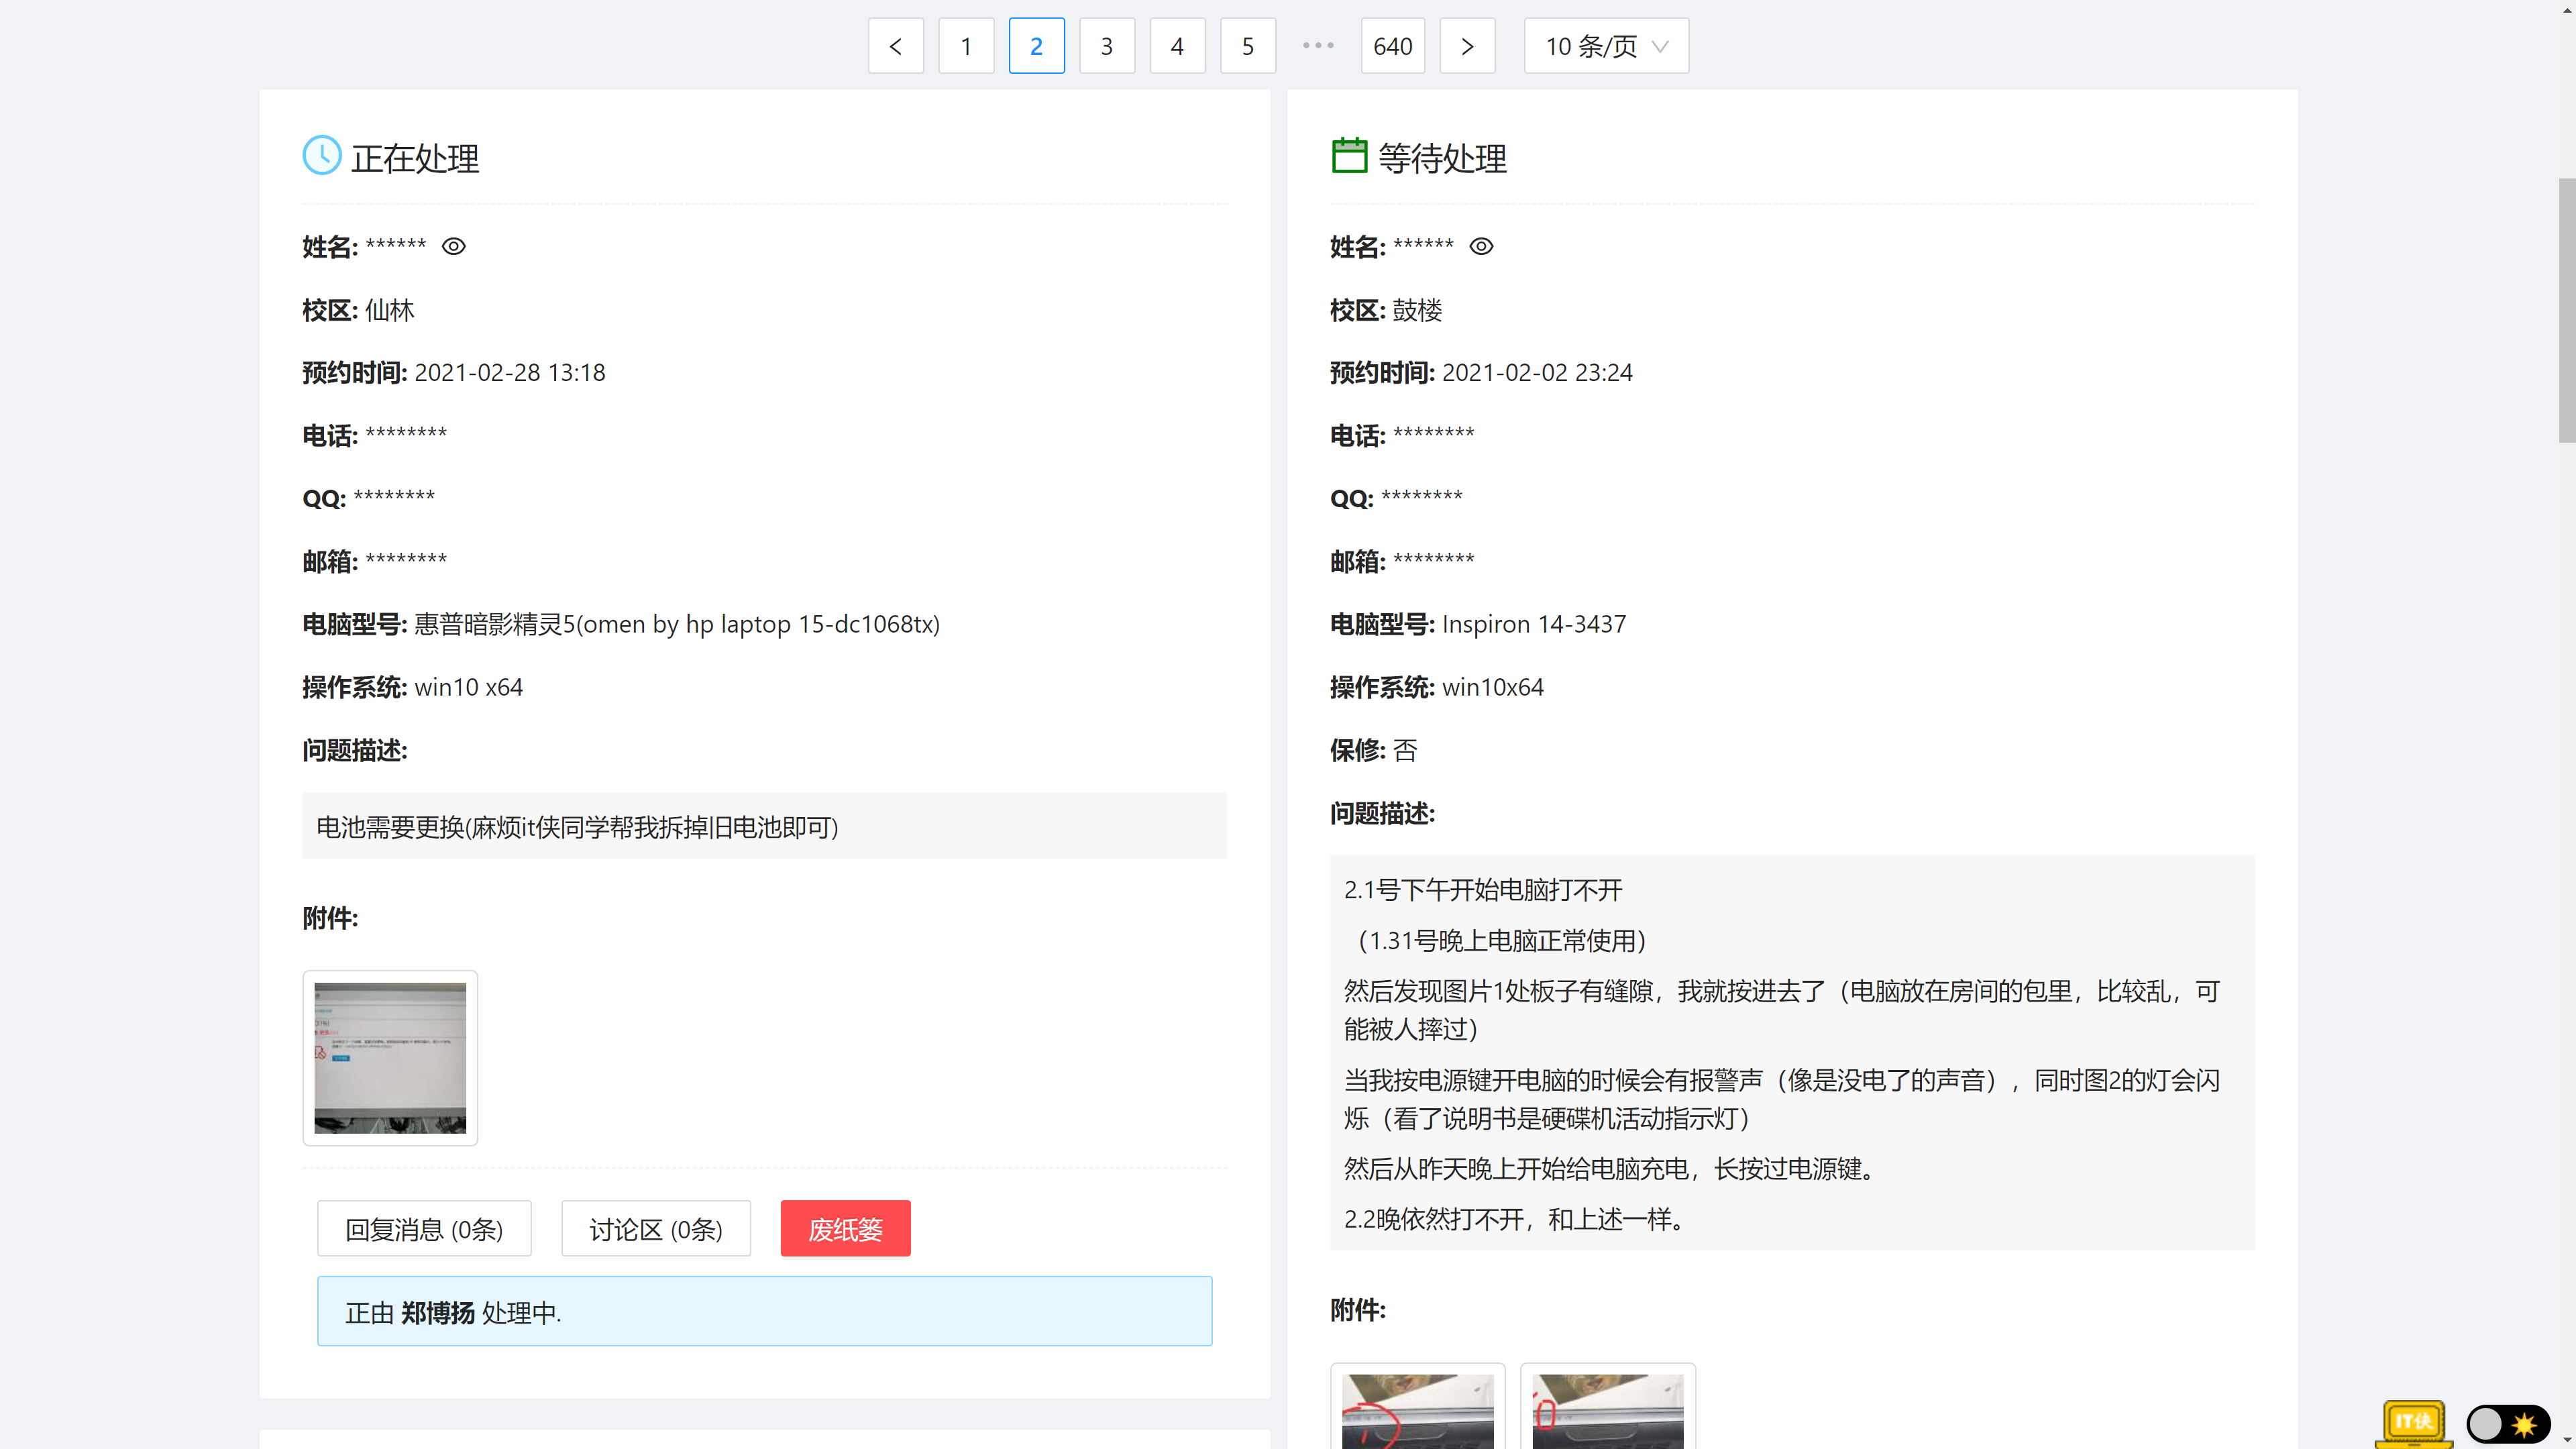 1 2 3 4 5 ••• 640 10 条/页
正在处理
姓名: ******
校区: 仙林
预约时间: 2021-02-28 13:18
电话: ********
QQ: ********
邮箱: ********
电脑型号: 惠普暗影精灵5(omen by hp laptop 15-dc1068tx)
操作系统: win10 x64
问题描述:
电池需要更换(麻烦it侠同学帮我拆掉旧电池即可)
附件:
回复消息 (0条) 讨论区 (0条) 废纸篓
正由 郑博扬 处理中.
等待处理
姓名: ******
校区: 鼓楼
预约时间: 2021-02-02 23:24
电话: ********
QQ: ********
邮箱: ********
电脑型号: Inspiron 14-3437
操作系统: win10x64
保修: 否
问题描述:
2.1号下午开始电脑打不开
（1.31号晚上电脑正常使用）
然后发现图片1处板子有缝隙，我就按进去了（电脑放在房间的包里，比较乱，可
能被人摔过）
当我按电源键开电脑的时候会有报警声（像是没电了的声音），同时图2的灯会闪
烁（看了说明书是硬碟机活动指示灯）
然后从昨天晚上开始给电脑充电，长按过电源键。
2.2晚依然打不开，和上述一样。
附件:
IT侠